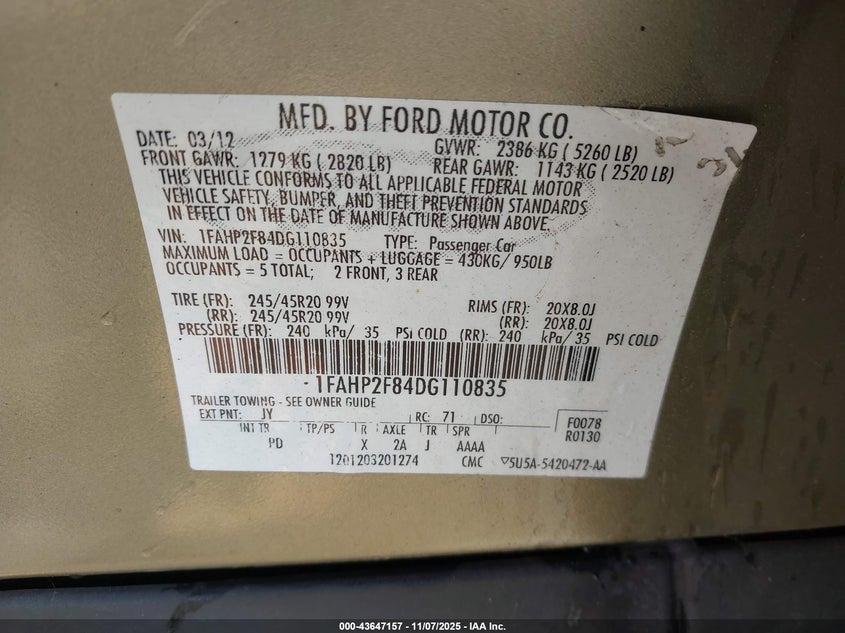 MFD. BY FORD MOTOR CO.
DATE: 03/12 GVWR: 2386 KG ( 5260 LB)
FRONT GAWR: 1279 KG ( 2820 LB) REAR GAWR: 1143 KG ( 2520 LB)
THIS VEHICLE CONFORMS TO ALL APPLICABLE FEDERAL MOTOR
VEHICLE SAFETY, BUMPER, AND THEFT PREVENTION STANDARDS
IN EFFECT ON THE DATE OF MANUFACTURE SHOWN ABOVE.
VIN: 1FAHP2F84DG110835 TYPE: Passenger Car
MAXIMUM LOAD = OCCUPANTS + LUGGAGE = 430KG/ 950LB
OCCUPANTS = 5 TOTAL; 2 FRONT, 3 REAR
TIRE (FR): 245/45R20 99V RIMS (FR): 20X8.0J
(RR): 245/45R20 99V (RR): 20X8.0J
PRESSURE (FR): 240 kPa/ 35 PSI COLD (RR): 240 kPa/ 35 PSI COLD
1FAHP2F84DG110835
TRAILER TOWING - SEE OWNER GUIDE
EXT PNT: JY RC: 71 DSO: F0078
INT TR TP/PS R AXLE TR SPR R0130
PD X 2A J AAAA
1201203201274 CMC ▽5U5A-5420472-AA
000-43647157 - 11/07/2025 - IAA Inc.